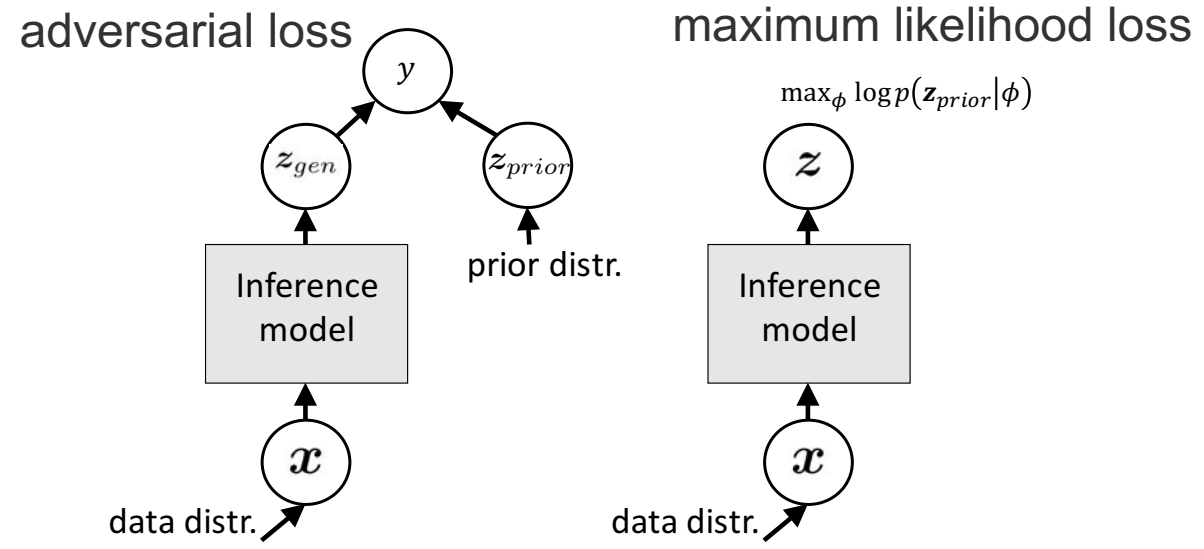 adversarial loss
y
z_gen
z_prior
prior distr.
Inference
model
x
data distr.
maximum likelihood loss
max_ϕ log p(z_prior|ϕ)
z
Inference
model
x
data distr.